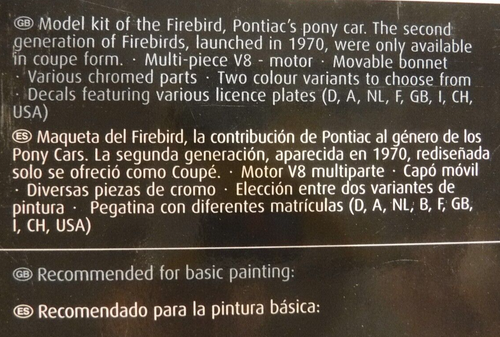 GB Model kit of the Firebird, Pontiac's pony car. The second
generation of Firebirds, launched in 1970, were only available
in coupe form. · Multi-piece V8 - motor · Movable bonnet
· Various chromed parts · Two colour variants to choose from
· Decals featuring various licence plates (D, A, NL, F, GB, I, CH,
USA)
ES Maqueta del Firebird, la contribución de Pontiac al género de los
Pony Cars. La segunda generación, aparecida en 1970, rediseñada
solo se ofreció como Coupé. · Motor V8 multiparte · Capó móvil
· Diversas piezas de cromo · Elección entre dos variantes de
pintura · Pegatina con diferentes matrículas (D, A, NL, B, F, GB,
I, CH, USA)
GB Recommended for basic painting:
ES Recomendado para la pintura básica: